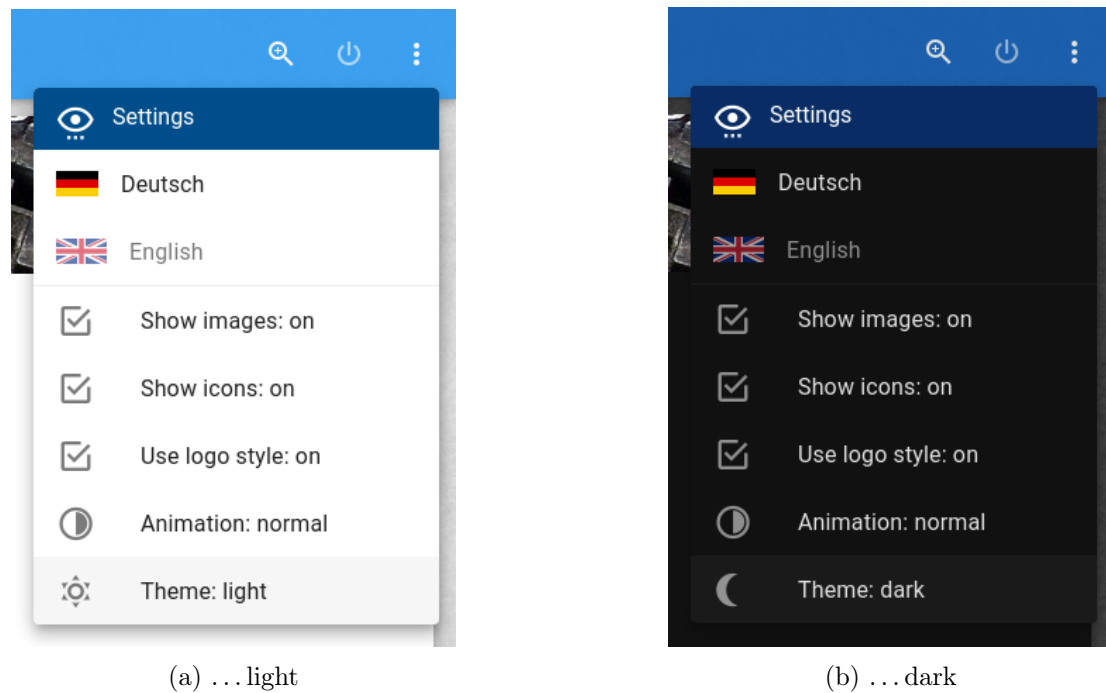 Settings
Deutsch
English
Show images: on
Show icons: on
Use logo style: on
Animation: normal
Theme: light
(a) ...light
Settings
Deutsch
English
Show images: on
Show icons: on
Use logo style: on
Animation: normal
Theme: dark
(b) ...dark